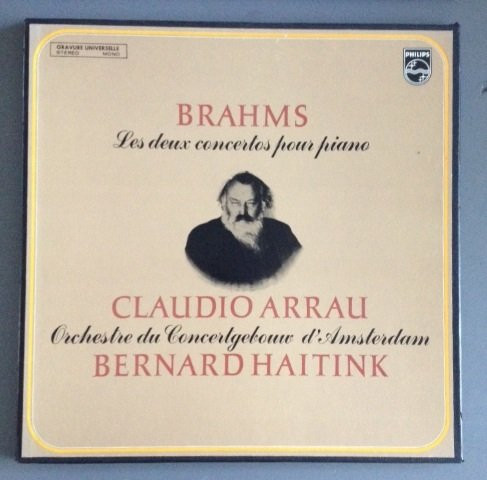 GRAVURE UNIVERSELLE
STEREO MONO
PHILIPS
BRAHMS
Les deux concertos pour piano
CLAUDIO ARRAU
Orchestre du Concertgebouw d'Amsterdam
BERNARD HAITINK